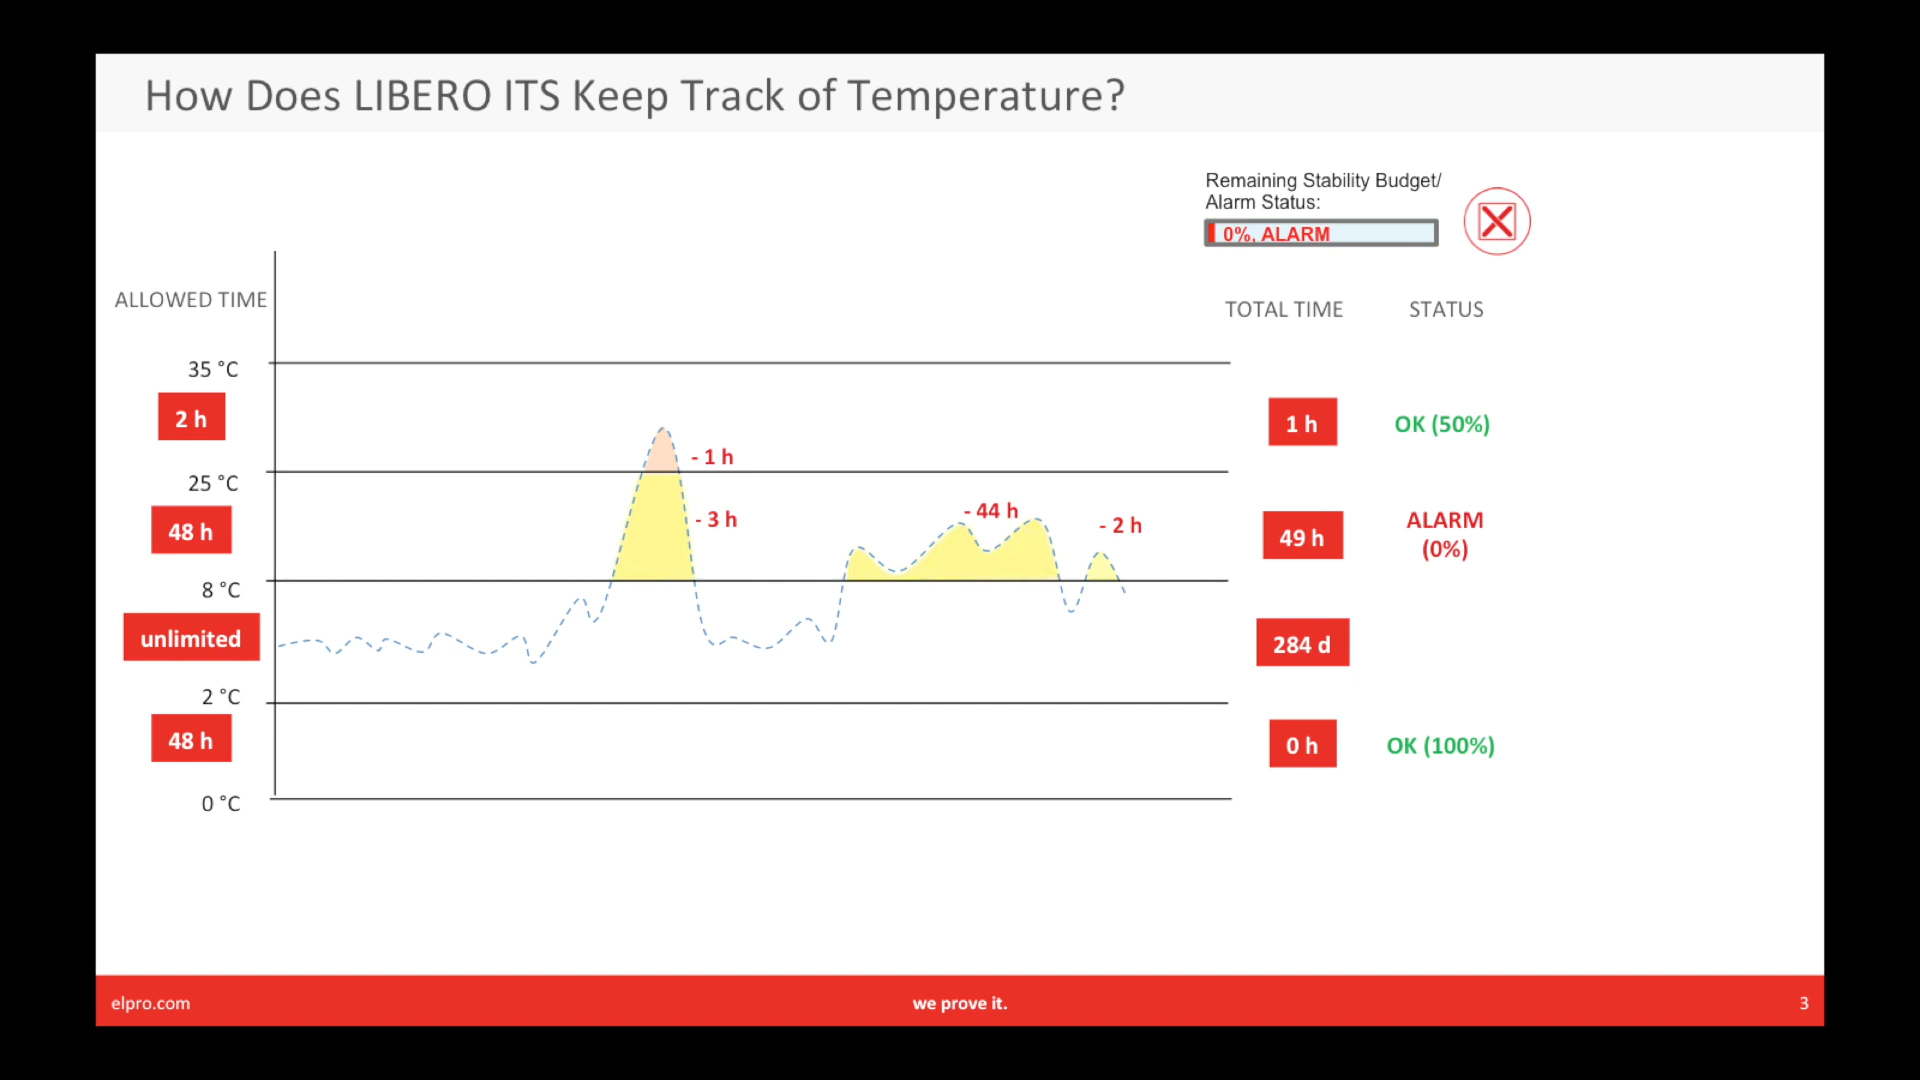 How Does LIBERO ITS Keep Track of Temperature?
Remaining Stability Budget/
Alarm Status:
0%, ALARM
ALLOWED TIME
TOTAL TIME
STATUS
35 °C
2 h
- 1 h
1 h
OK (50%)
25 °C
48 h
- 3 h
- 44 h
- 2 h
49 h
ALARM
(0%)
8 °C
unlimited
284 d
2 °C
48 h
0 h
OK (100%)
0 °C
elpro.com
we prove it.
3